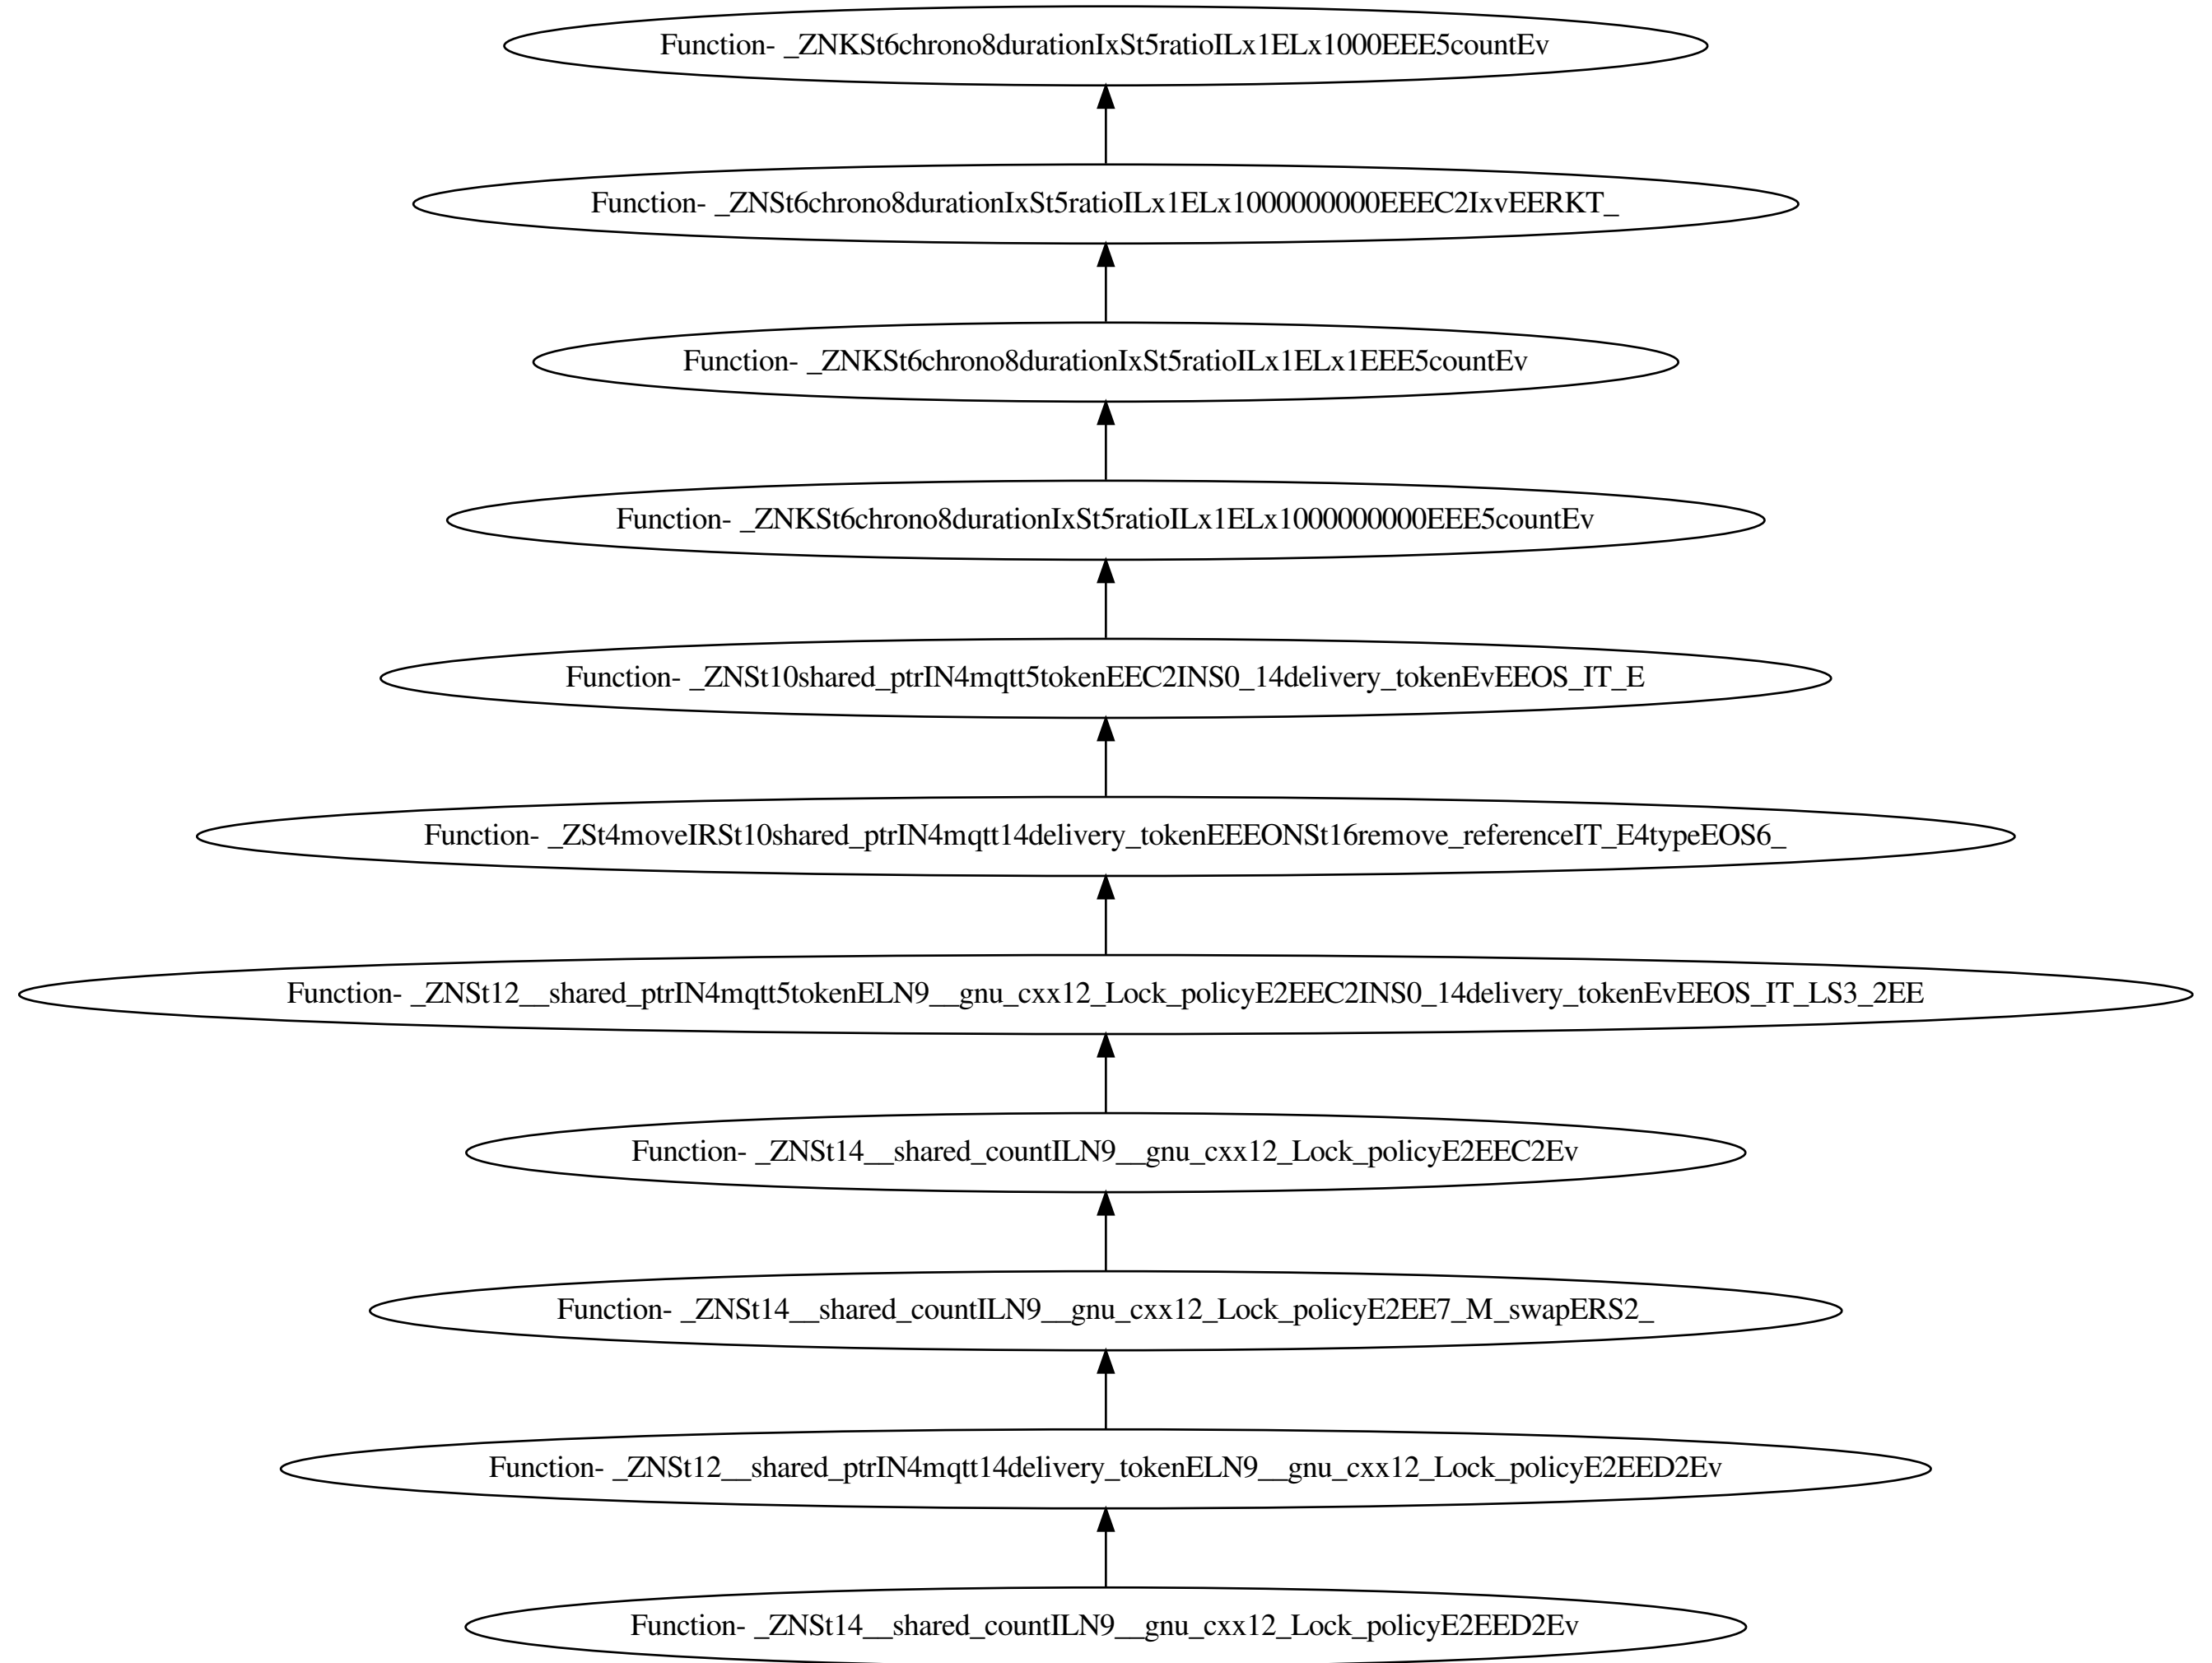 Function- _ZNKSt6chrono8durationIxSt5ratioILx1ELx1000EEE5countEv
Function- _ZNSt6chrono8durationIxSt5ratioILx1ELx1000000000EEEC2IxvEERKT_
Function- _ZNKSt6chrono8durationIxSt5ratioILx1ELx1EEE5countEv
Function- _ZNKSt6chrono8durationIxSt5ratioILx1ELx1000000000EEE5countEv
Function- _ZNSt10shared_ptrIN4mqtt5tokenEEC2INS0_14delivery_tokenEvEEOS_IT_E
Function- _ZSt4moveIRSt10shared_ptrIN4mqtt14delivery_tokenEEEONSt16remove_referenceIT_E4typeEOS6_
Function- _ZNSt12__shared_ptrIN4mqtt5tokenELN9__gnu_cxx12_Lock_policyE2EEC2INS0_14delivery_tokenEvEEOS_IT_LS3_2EE
Function- _ZNSt14__shared_countILN9__gnu_cxx12_Lock_policyE2EEC2Ev
Function- _ZNSt14__shared_countILN9__gnu_cxx12_Lock_policyE2EE7_M_swapERS2_
Function- _ZNSt12__shared_ptrIN4mqtt14delivery_tokenELN9__gnu_cxx12_Lock_policyE2EED2Ev
Function- _ZNSt14__shared_countILN9__gnu_cxx12_Lock_policyE2EED2Ev